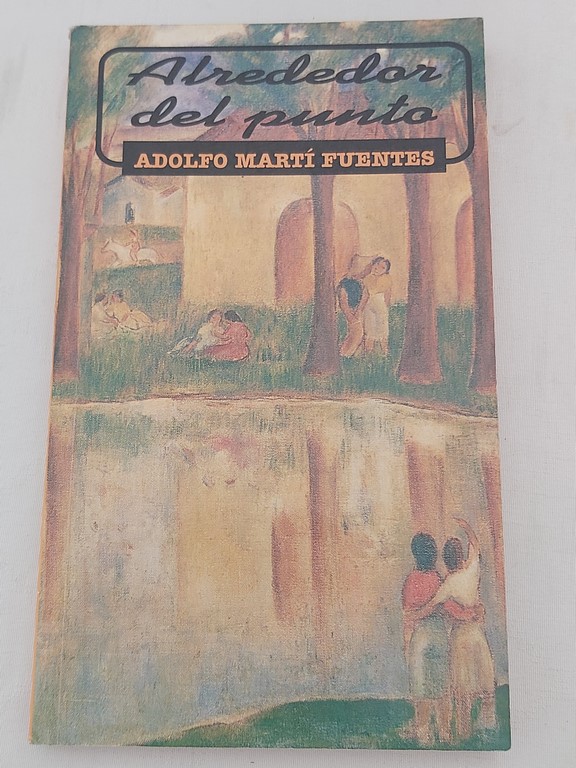 Alrededor
del punto
ADOLFO MARTÍ FUENTES